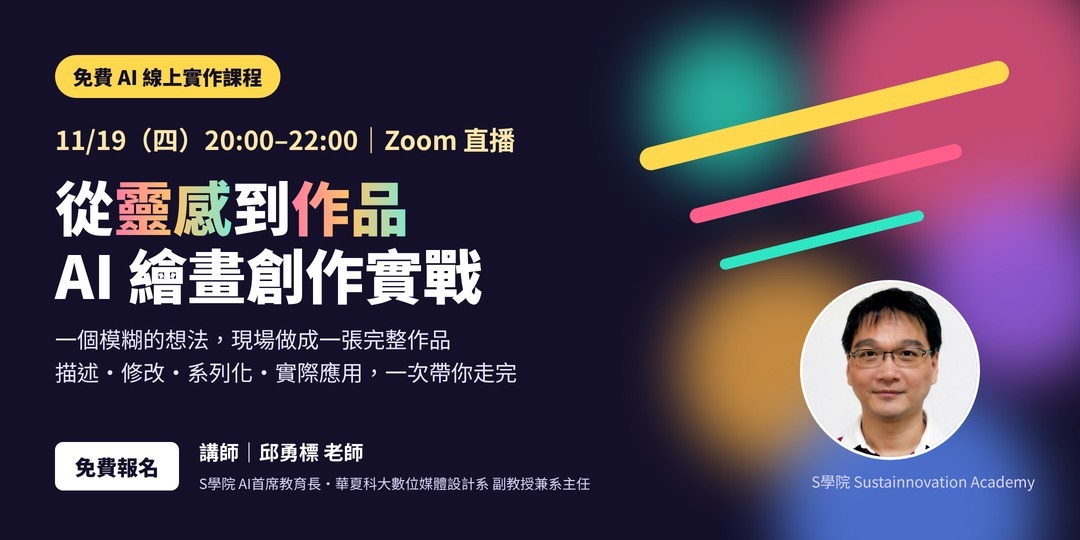 免費 AI 線上實作課程
11/19（四）20:00–22:00｜Zoom 直播
從靈感到作品
AI 繪畫創作實戰
一個模糊的想法，現場做成一張完整作品
描述・修改・系列化・實際應用，一次帶你走完
免費報名
講師｜邱勇標 老師
S學院 AI首席教育長・華夏科大數位媒體設計系 副教授兼系主任
S學院 Sustainnovation Academy